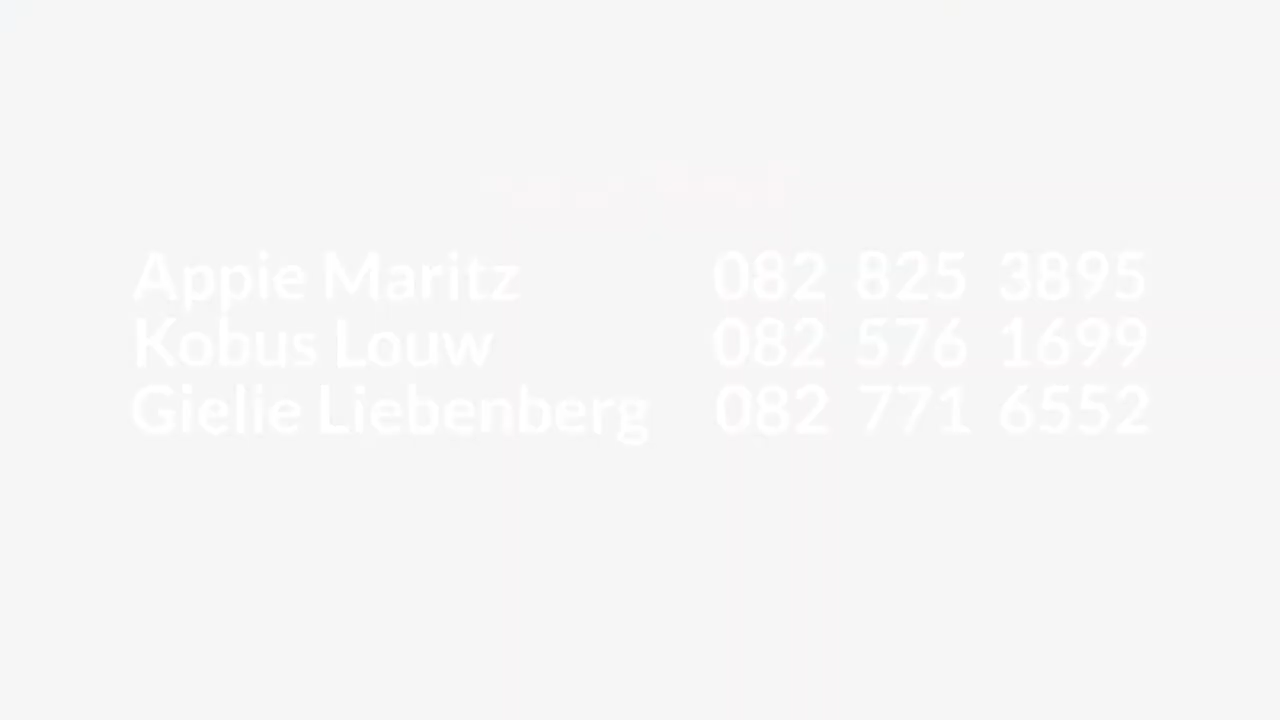 Appie Maritz 082 825 3895
Kobus Louw 082 576 1699
Gielie Liebenberg 082 771 6552